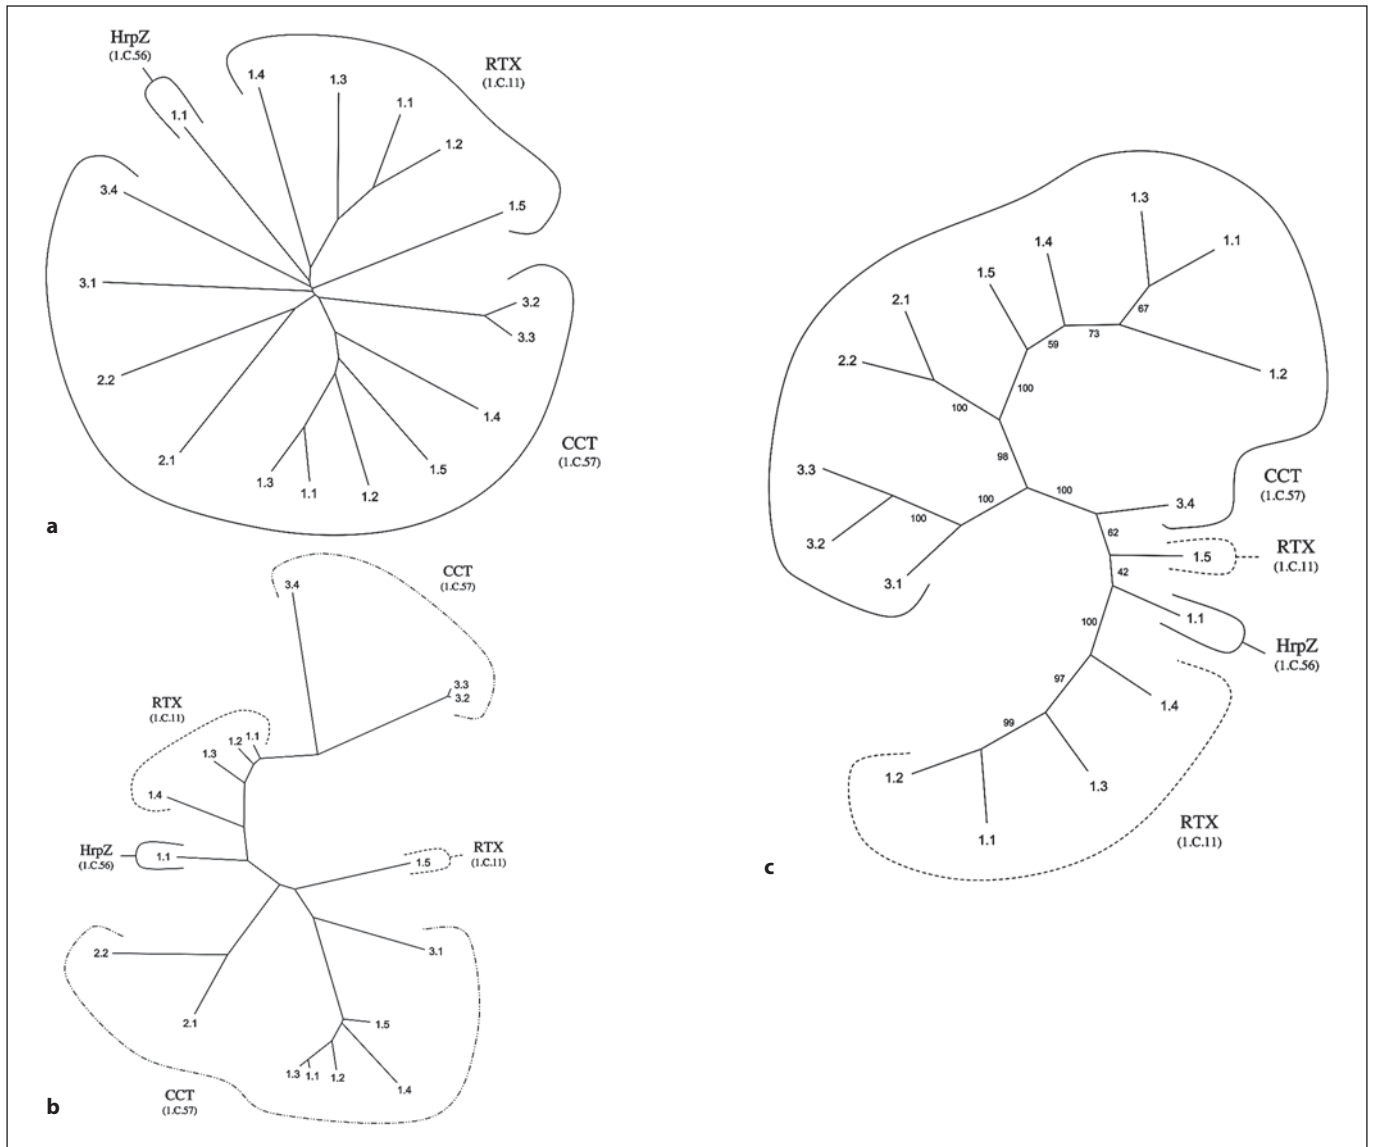 HrpZ
(1.C.56)
RTX
(1.C.11)
1.4
1.3
1.1
1.2
1.1
1.5
3.4
3.1
3.2
3.3
2.2
1.4
2.1
1.3
1.1
1.2
1.5
CCT
(1.C.57)
a
CCT
(1.C.57)
3.4
3.3
3.2
RTX
(1.C.11)
1.2
1.1
1.3
1.4
HrpZ
(1.C.56)
1.1
1.5
RTX
(1.C.11)
2.2
3.1
2.1
1.5
1.3
1.1
1.2
1.4
CCT
(1.C.57)
b
1.3
1.4
1.1
1.5
2.1
67
73
59
2.2
1.2
100
100
98
3.3
CCT
(1.C.57)
100
100
3.4
100
62
3.2
RTX
(1.C.11)
1.5
42
3.1
100
1.1
HrpZ
(1.C.56)
97
1.4
99
1.2
1.3
1.1
RTX
(1.C.11)
c